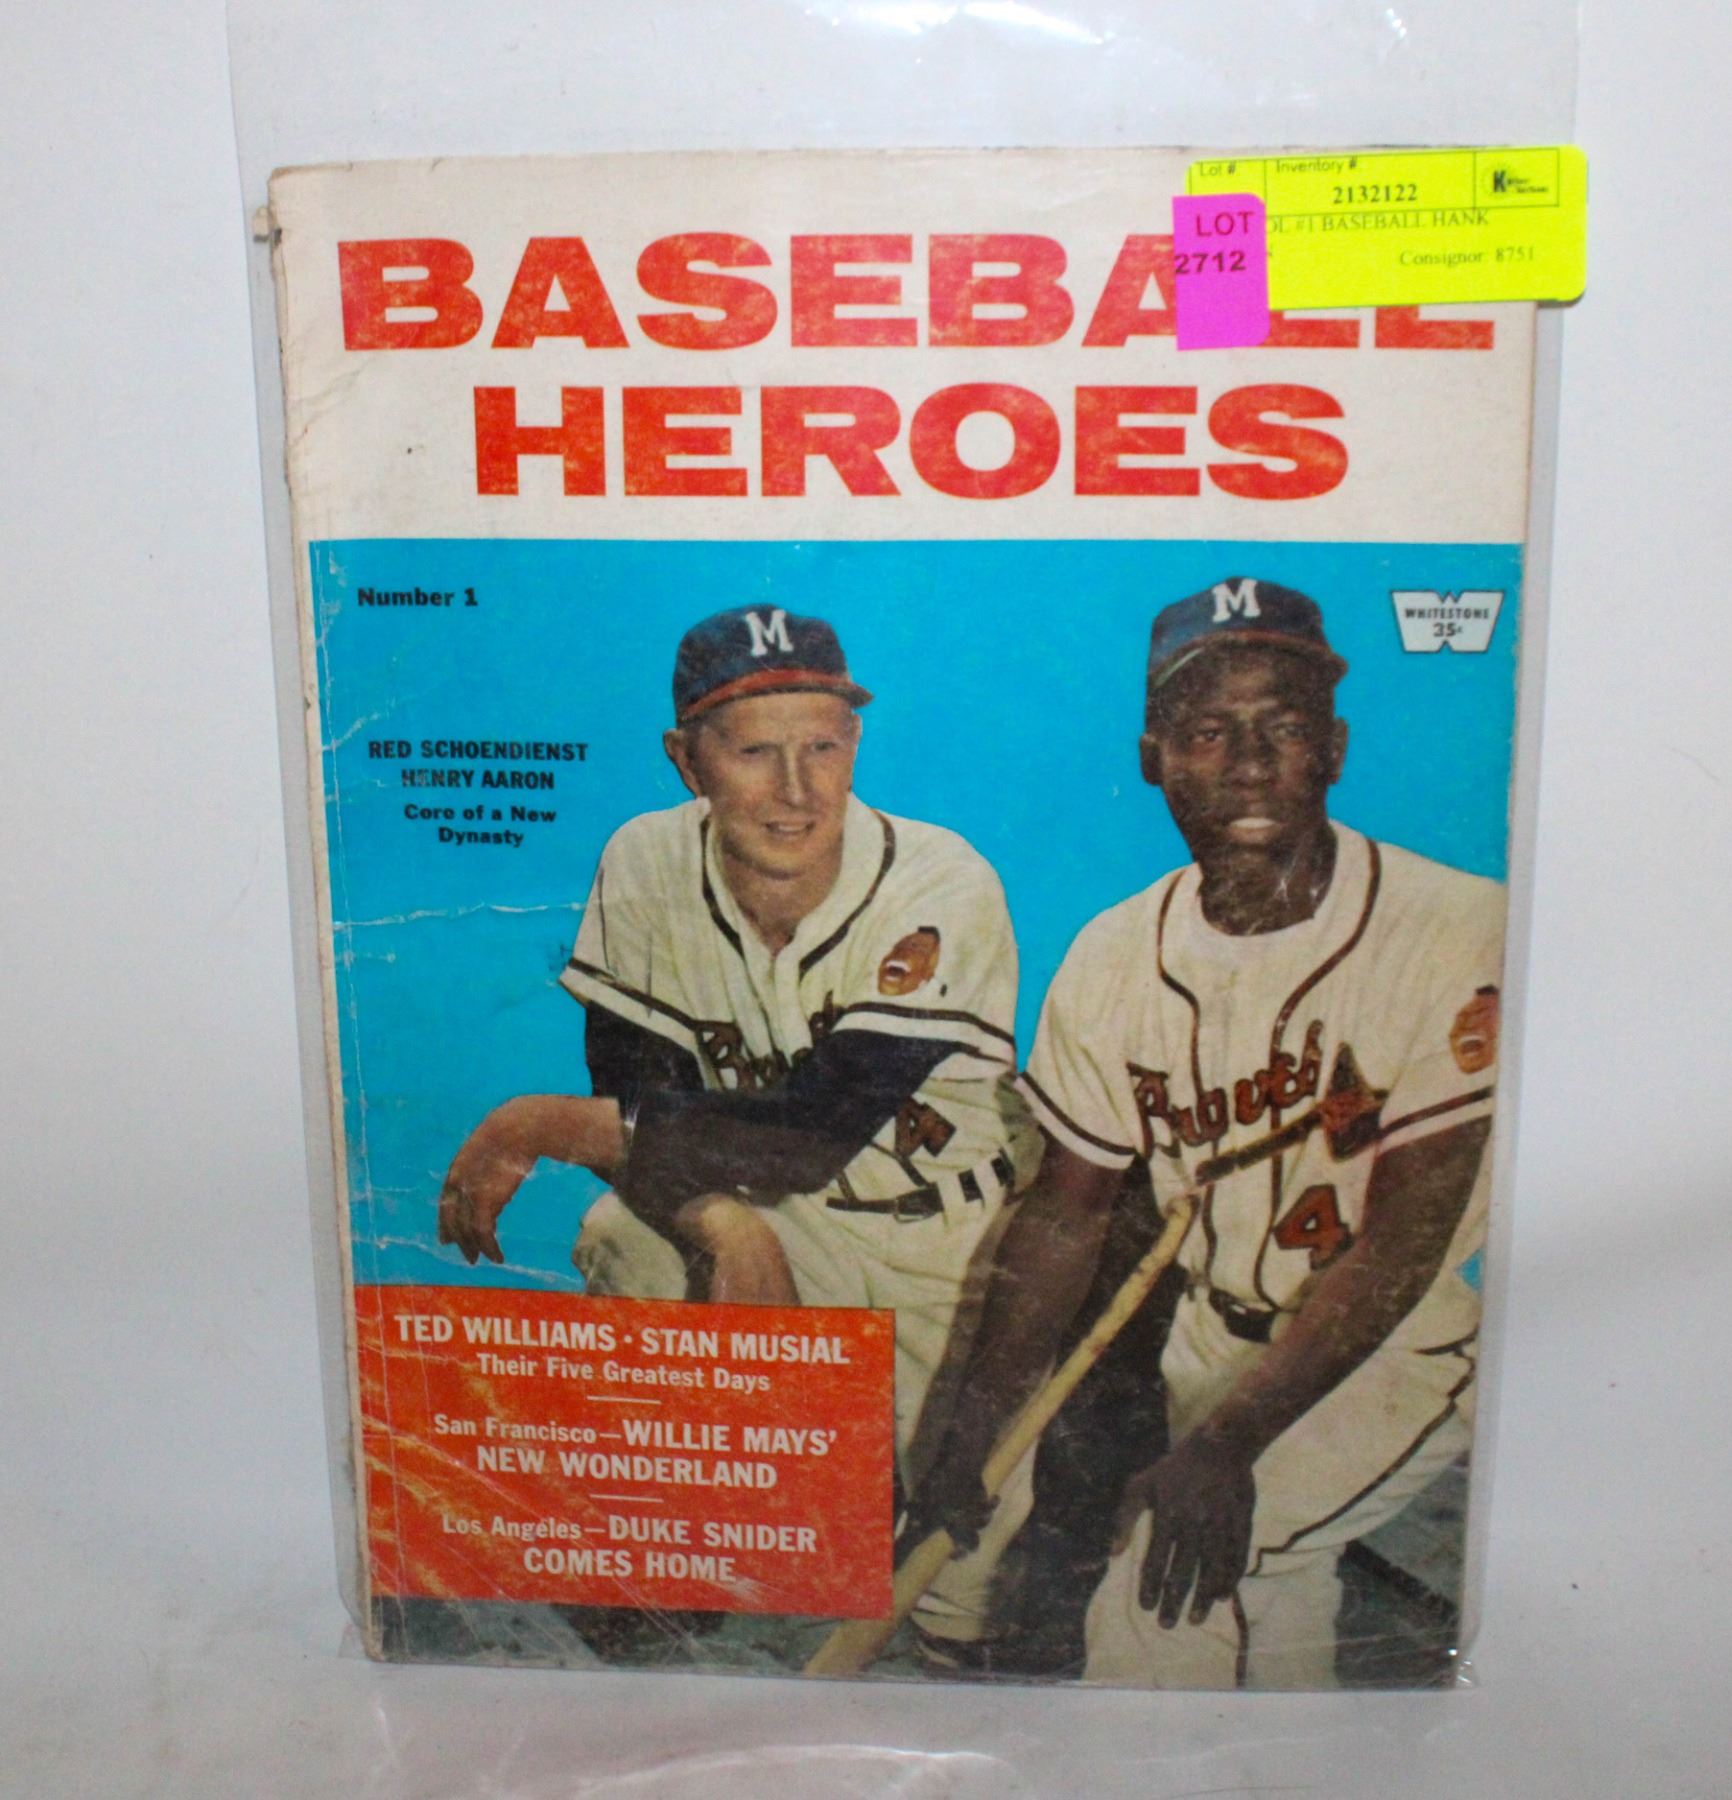 Lot # Inventory #:
2132122
#1 BASEBALL HANK
Consignor: 8751
LOT
2712
BASEBALL
HEROES
Number 1
WHITESTONE
35¢
M
M
RED SCHOENDIENST
HENRY AARON
Core of a New
Dynasty
Braves
4
Braves
4
TED WILLIAMS · STAN MUSIAL
Their Five Greatest Days
San Francisco—WILLIE MAYS'
NEW WONDERLAND
Los Angeles—DUKE SNIDER
COMES HOME